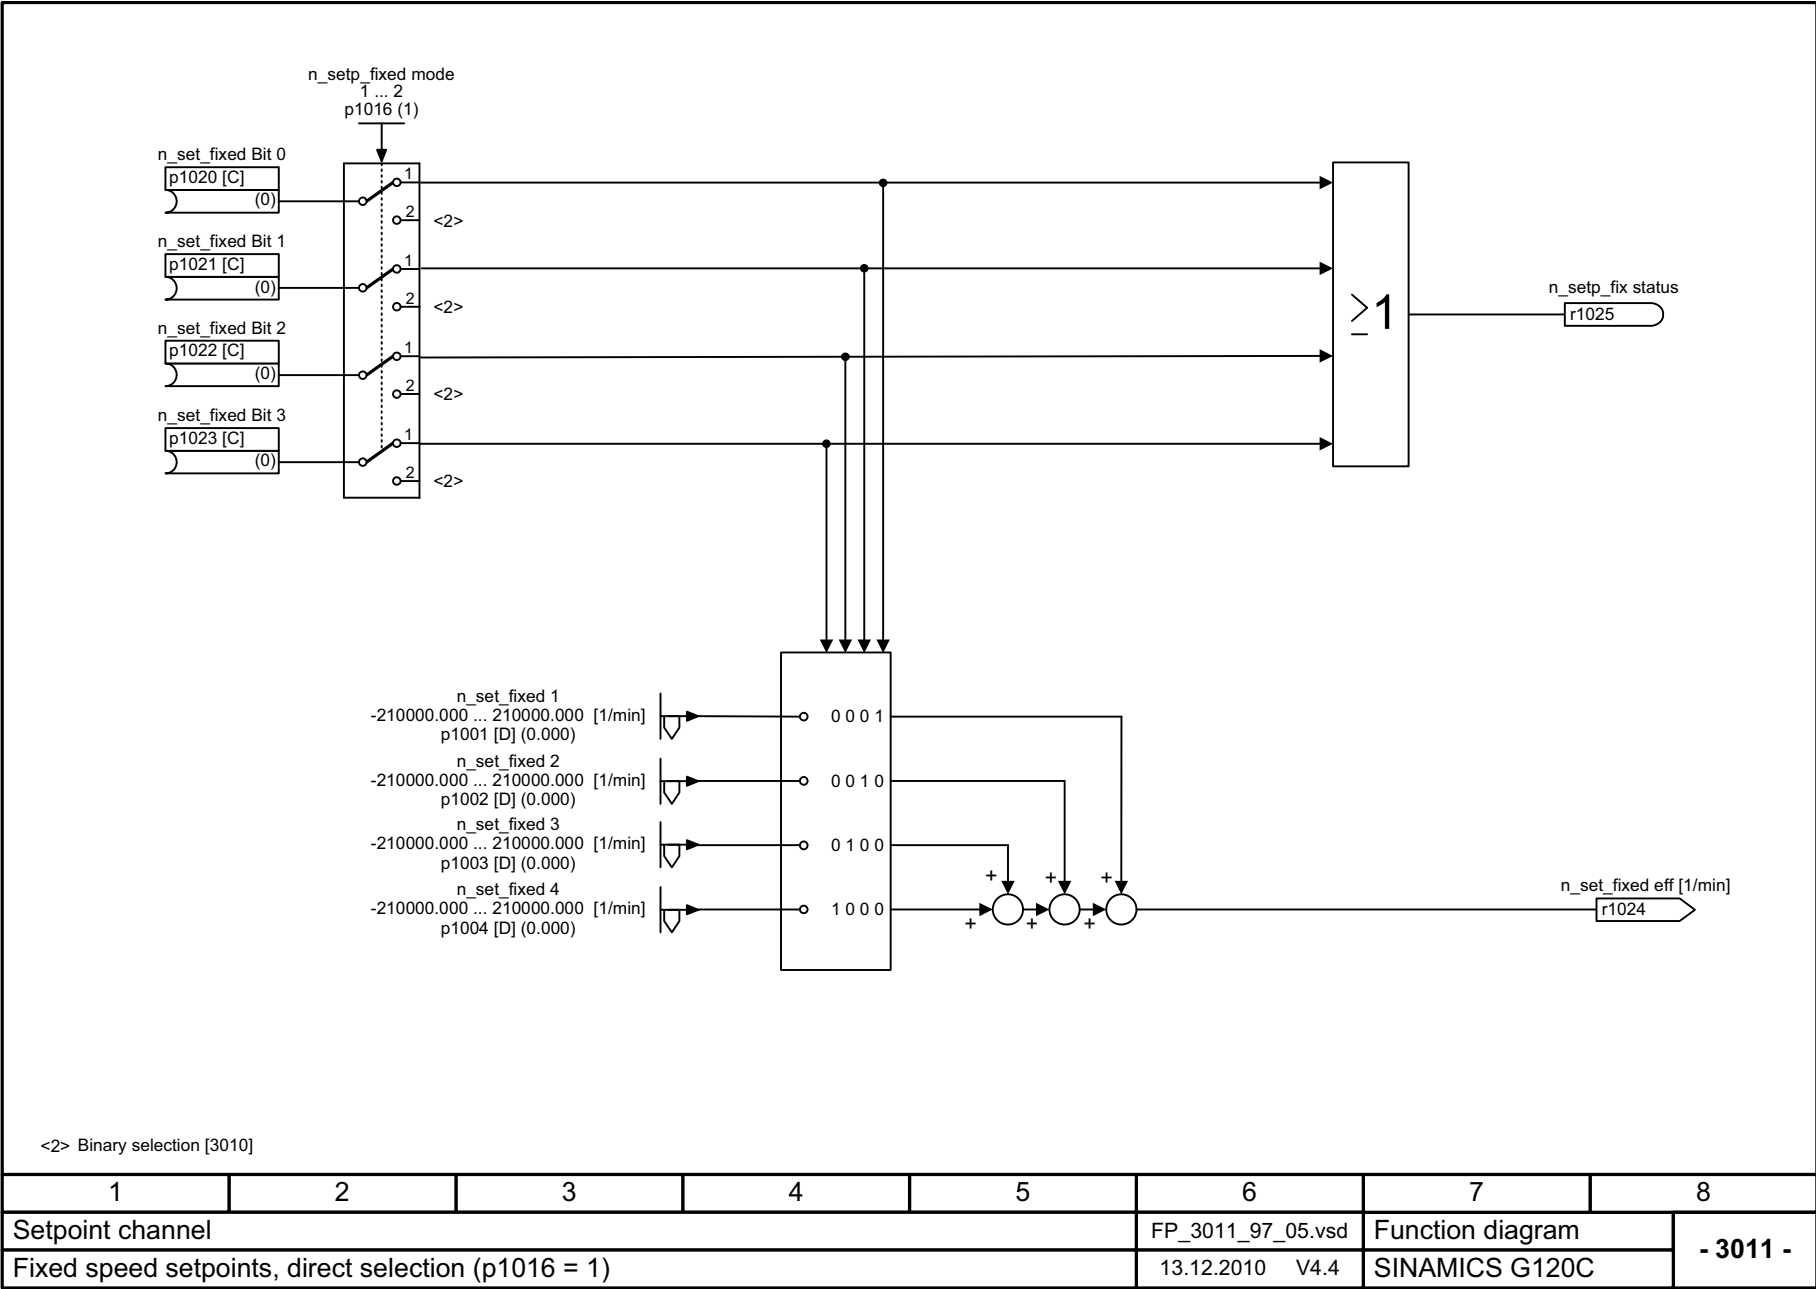 n_setp_fixed mode
1 ... 2
p1016 (1)
n_set_fixed Bit 0
p1020 [C]
(0)
1
2
<2>
n_set_fixed Bit 1
p1021 [C]
(0)
1
2
<2>
n_set_fixed Bit 2
p1022 [C]
(0)
1
2
<2>
n_set_fixed Bit 3
p1023 [C]
(0)
1
2
<2>
≥1
n_setp_fix status
r1025
n_set_fixed 1
-210000.000 ... 210000.000 [1/min]
p1001 [D] (0.000)
0 0 0 1
n_set_fixed 2
-210000.000 ... 210000.000 [1/min]
p1002 [D] (0.000)
0 0 1 0
n_set_fixed 3
-210000.000 ... 210000.000 [1/min]
p1003 [D] (0.000)
0 1 0 0
n_set_fixed 4
-210000.000 ... 210000.000 [1/min]
p1004 [D] (0.000)
1 0 0 0
+ + +
+ + +
n_set_fixed eff [1/min]
r1024
<2> Binary selection [3010]
1 2 3 4 5 6 7 8
Setpoint channel
FP_3011_97_05.vsd
Function diagram
- 3011 -
Fixed speed setpoints, direct selection (p1016 = 1)
13.12.2010 V4.4
SINAMICS G120C